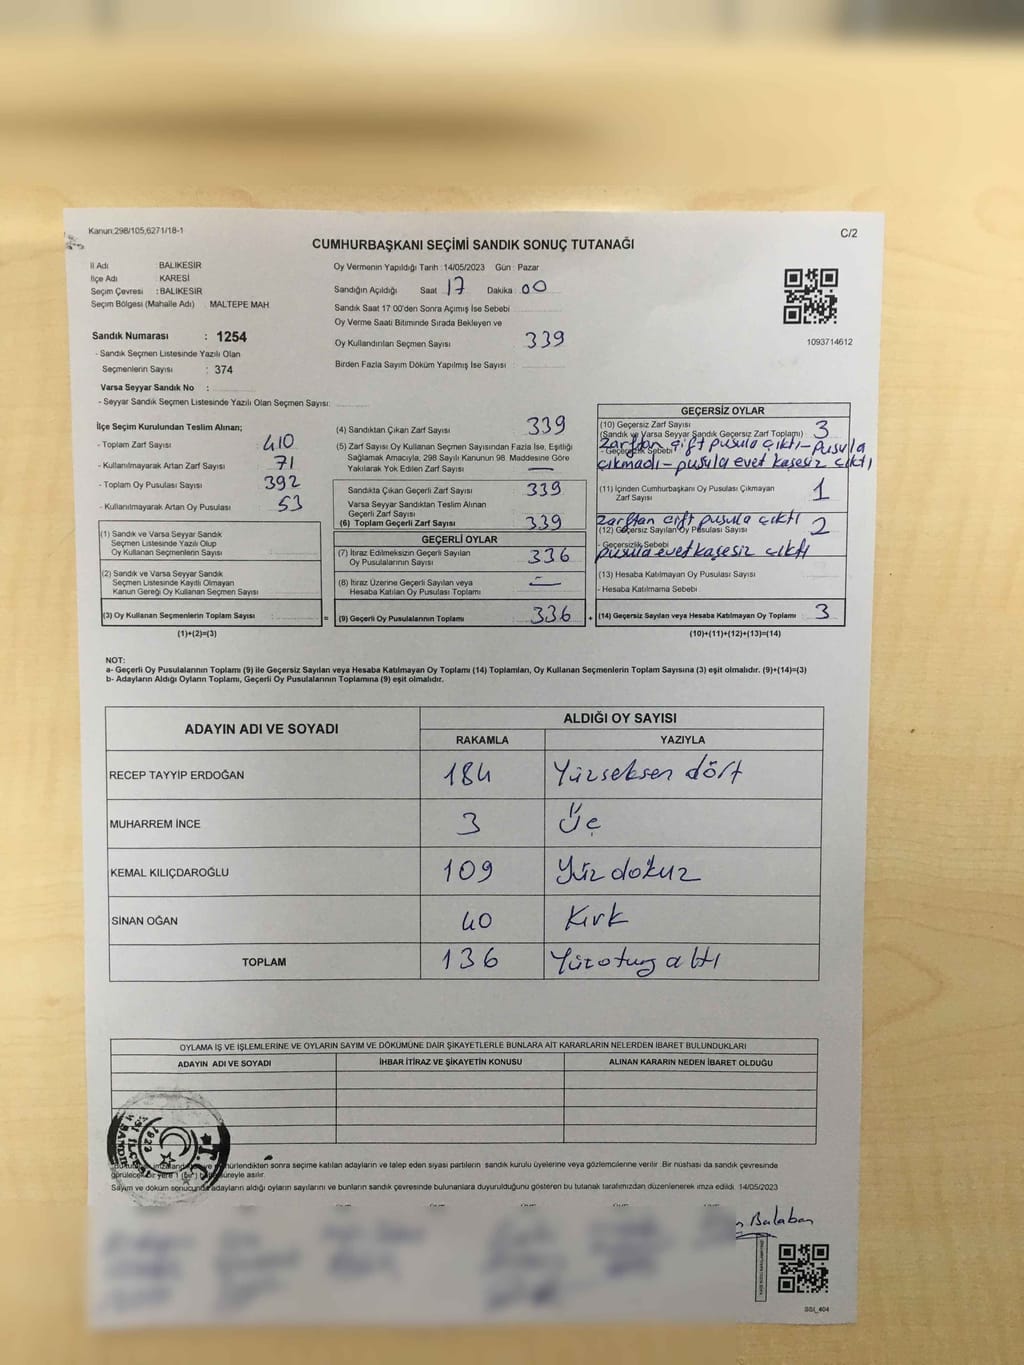 Kanun:298/105,6271/18-1
C/2
CUMHURBAŞKANI SEÇİMİ SANDIK SONUÇ TUTANAĞI
İl Adı : BALIKESİR
İlçe Adı : KARESİ
Seçim Çevresi : BALIKESİR
Seçim Bölgesi (Mahalle Adı) : MALTEPE MAH
Sandık Numarası : 1254
- Sandık Seçmen Listesinde Yazılı Olan
Seçmenlerin Sayısı : 374
Varsa Seyyar Sandık No :
- Seyyar Sandık Seçmen Listesinde Yazılı Olan Seçmen Sayısı:
Oy Vermenin Yapıldığı Tarih :14/05/2023 Gün : Pazar
Sandığın Açıldığı Saat 17 Dakika : 00
Sandık Saat 17:00'den Sonra Açımış İse Sebebi
Oy Verme Saati Bitiminde Sırada Bekleyen ve
Oy Kullandırılan Seçmen Sayısı 339
Birden Fazla Sayım Döküm Yapılmış İse Sayısı
1093714612
İlçe Seçim Kurulundan Teslim Alınan;
- Toplam Zarf Sayısı : 410
- Kullanılmayarak Artan Zarf Sayısı : 71
- Toplam Oy Pusulası Sayısı : 392
- Kullanılmayarak Artan Oy Pusulası : 53
(1) Sandık ve Varsa Seyyar Sandık
Seçmen Listesinde Yazılı Olup
Oy Kullanan Seçmenlerin Sayısı
(2) Sandık ve Varsa Seyyar Sandık
Seçmen Listesinde Kayıtlı Olmayan
Kanun Gereği Oy Kullanan Seçmen Sayısı
(3) Oy Kullanan Seçmenlerin Toplam Sayısı : =
(1)+(2)=(3)
(4) Sandıktan Çıkan Zarf Sayısı 339
(5) Zarf Sayısı Oy Kullanan Seçmen Sayısından Fazla İse, Eşitliği
Sağlamak Amacıyla, 298 Sayılı Kanunun 98. Maddesine Göre
Yakılarak Yok Edilen Zarf Sayısı —
Sandıkta Çıkan Geçerli Zarf Sayısı 339
Varsa Seyyar Sandıktan Teslim Alınan
Geçerli Zarf Sayısı
(6) Toplam Geçerli Zarf Sayısı 339
GEÇERLİ OYLAR
(7) İtiraz Edilmeksizin Geçerli Sayılan
Oy Pusulalarının Sayısı 336
(8) İtiraz Üzerine Geçerli Sayılan veya
Hesaba Katılan Oy Pusulası Toplamı —
(9) Geçerli Oy Pusulalarının Toplamı 336 +
GEÇERSİZ OYLAR
(10) Geçersiz Zarf Sayısı
(Sandık ve Varsa Seyyar Sandık Geçersiz Zarf Toplamı) 3
Zarftan çift pusula çıktı - Pusula
- Geçersizlik Sebebi
çıkmadı - pusula evet kaşesiz çıktı
(11) İçinden Cumhurbaşkanı Oy Pusulası Çıkmayan
Zarf Sayısı 1
Zarftan çift pusula çıktı
(12) Geçersiz Sayılan Oy Pusulası Sayısı 2
- Geçersizlik Sebebi
pusula evet kaşesiz çıktı
(13) Hesaba Katılmayan Oy Pusulası Sayısı
- Hesaba Katılmama Sebebi
(14) Geçersiz Sayılan veya Hesaba Katılmayan Oy Toplamı 3
(10)+(11)+(12)+(13)=(14)
NOT:
a- Geçerli Oy Pusulalarının Toplamı (9) ile Geçersiz Sayılan veya Hesaba Katılmayan Oy Toplamı (14) Toplamları, Oy Kullanan Seçmenlerin Toplam Sayısına (3) eşit olmalıdır. (9)+(14)=(3)
b- Adayların Aldığı Oyların Toplamı, Geçerli Oy Pusulalarının Toplamına (9) eşit olmalıdır.
ADAYIN ADI VE SOYADI
ALDIĞI OY SAYISI
RAKAMLA YAZIYLA
RECEP TAYYİP ERDOĞAN 184 Yüzseksen dört
MUHARREM İNCE 3 Üç
KEMAL KILIÇDAROĞLU 109 Yüz dokuz
SİNAN OĞAN 40 Kırk
TOPLAM 136 Yüzotuz altı
OYLAMA İŞ VE İŞLEMLERİNE VE OYLARIN SAYIM VE DÖKÜMÜNE DAİR ŞİKAYETLERLE BUNLARA AİT KARARLARIN NELERDEN İBARET BULUNDUKLARI
ADAYIN ADI VE SOYADI İHBAR İTİRAZ VE ŞİKAYETİN KONUSU ALINAN KARARIN NEDEN İBARET OLDUĞU
T.C.
1923
sonra seçime katılan adayların ve talep eden siyasi partilerin sandık kurulu üyelerine veya gözlemcilerine verilir. Bir nüshası da sandık çevresinde
görülecek bir yere 1 (bir) süreyle asılır.
Sayım ve döküm sonucunda adayların aldığı oyların sayılarını ve bunların sandık çevresinde bulunanlara duyurulduğunu gösteren bu tutanak tarafımızdan düzenlenerek imza edildi. 14/05/2023
Balaban
SSI_404